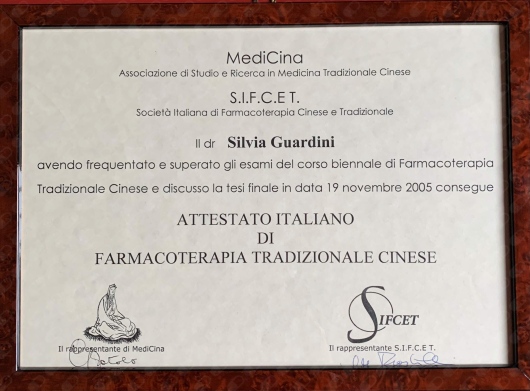 MediCina
Associazione di Studio e Ricerca in Medicina Tradizionale Cinese
S.I.F.C.E T.
Società Italiana di Farmacoterapia Cinese e Tradizionale
Il dr Silvia Guardini
avendo frequentato e superato gli esami del corso biennale di Farmacoterapia
Tradizionale Cinese e discusso la tesi finale in data 19 novembre 2005 consegue
ATTESTATO ITALIANO
DI
FARMACOTERAPIA TRADIZIONALE CINESE
SIFCET
Il rappresentante di MediCina
Il rappresentante S.I.F.C.E T.